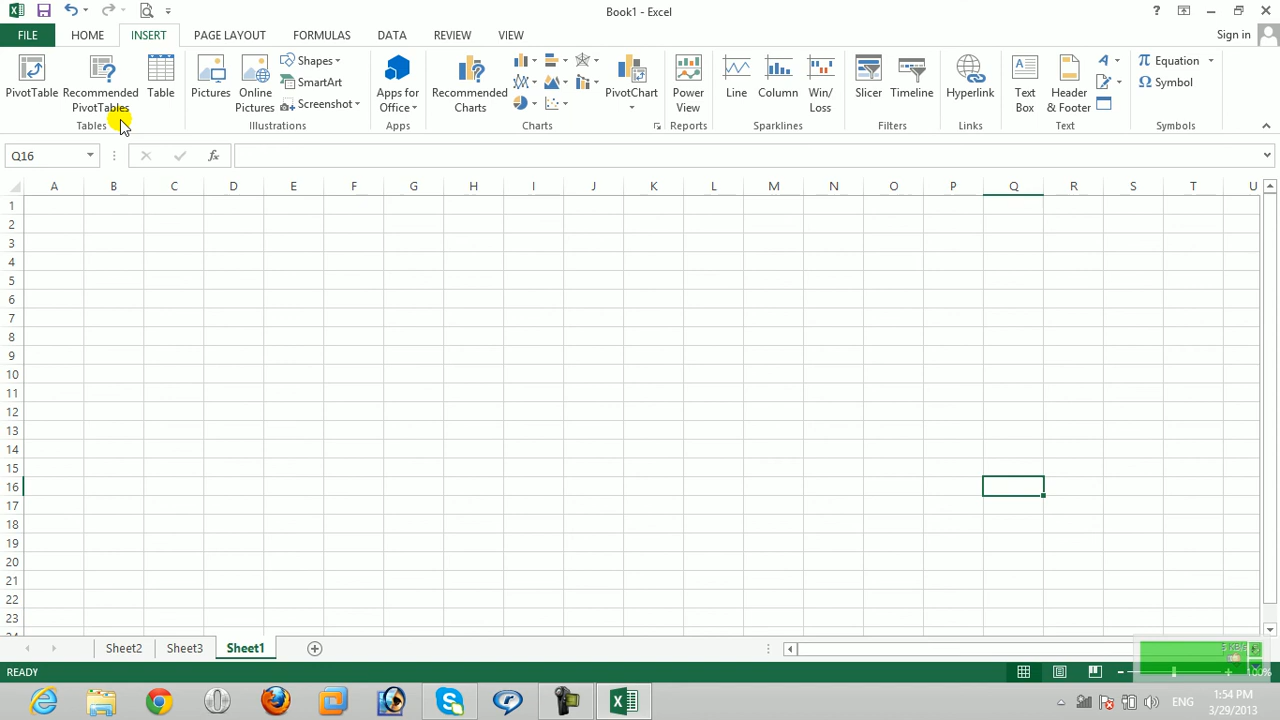 Book1 - Excel
?
FILE HOME INSERT PAGE LAYOUT FORMULAS DATA REVIEW VIEW Sign in
PivotTable
Recommended
PivotTables
Table
Tables
Pictures
Online
Pictures
Shapes
SmartArt
Screenshot
Illustrations
Apps for
Office
Apps
Recommended
Charts
PivotChart
Charts
Power
View
Reports
Line
Column
Win/
Loss
Sparklines
Slicer
Timeline
Filters
Hyperlink
Links
Text
Box
Header
& Footer
Text
Equation
Symbol
Symbols
Q16
fx
A B C D E F G H I J K L M N O P Q R S T U
1
2
3
4
5
6
7
8
9
10
11
12
13
14
15
16
17
18
19
20
21
22
23
Sheet2 Sheet3 Sheet1
READY
100%
ENG
1:54 PM
3/29/2013